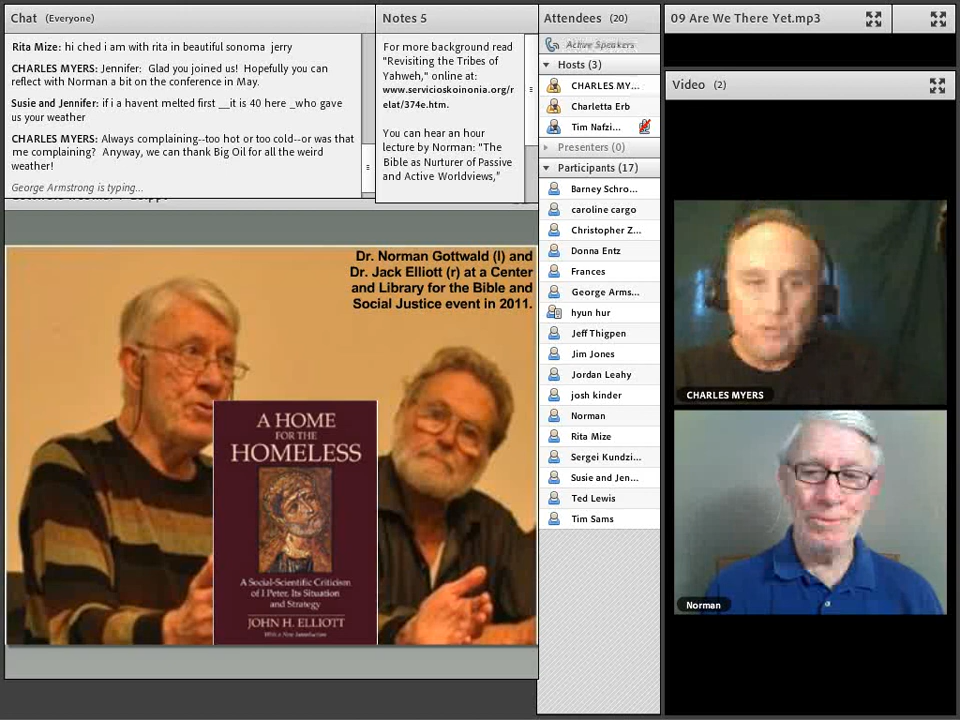 Chat (Everyone)
Rita Mize: hi ched i am with rita in beautiful sonoma jerry
CHARLES MYERS: Jennifer: Glad you joined us! Hopefully you can
reflect with Norman a bit on the conference in May.
Susie and Jennifer: if i a havent melted first __it is 40 here _who gave
us your weather
CHARLES MYERS: Always complaining--too hot or too cold--or was that
me complaining? Anyway, we can thank Big Oil for all the weird
weather!
George Armstrong is typing...
Notes 5
For more background read
"Revisiting the Tribes of
Yahweh," online at:
www.servicioskoinonia.org/r
elat/374e.htm.
You can hear an hour
lecture by Norman: "The
Bible as Nurturer of Passive
and Active Worldviews,"
Dr. Norman Gottwald (l) and
Dr. Jack Elliott (r) at a Center
and Library for the Bible and
Social Justice event in 2011.
A HOME
FOR THE
HOMELESS
A Social-Scientific Criticism
of I Peter, Its Situation
and Strategy
JOHN H. ELLIOTT
With a New Introduction
Attendees (20)
Active Speakers
Hosts (3)
CHARLES MY...
Charletta Erb
Tim Nafzi...
Presenters (0)
Participants (17)
Barney Schro...
caroline cargo
Christopher Z...
Donna Entz
Frances
George Arms...
hyun hur
Jeff Thigpen
Jim Jones
Jordan Leahy
josh kinder
Norman
Rita Mize
Sergei Kundzi...
Susie and Jen...
Ted Lewis
Tim Sams
09 Are We There Yet.mp3
Video (2)
CHARLES MYERS
Norman